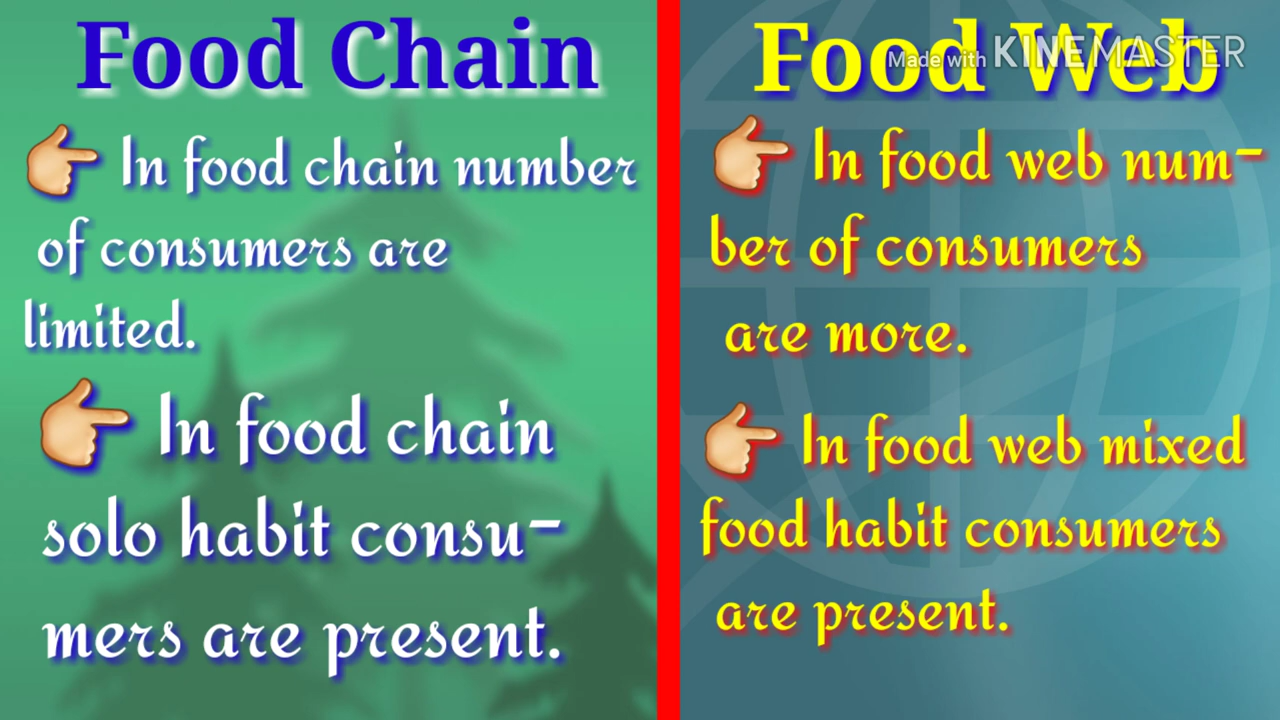 Food Chain
👉 In food chain number
of consumers are
limited.
👉 In food chain
solo habit consu-
mers are present.
Food Web
Made with KINEMASTER
👉 In food web num-
ber of consumers
are more.
👉 In food web mixed
food habit consumers
are present.